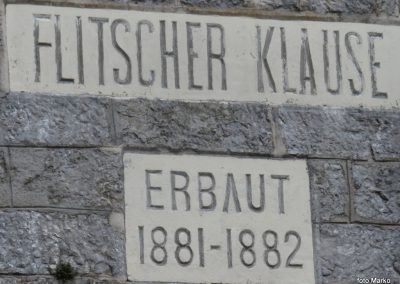 FLITSCHER KLAUSE
ERBAUT
1881-1882
foto Marko